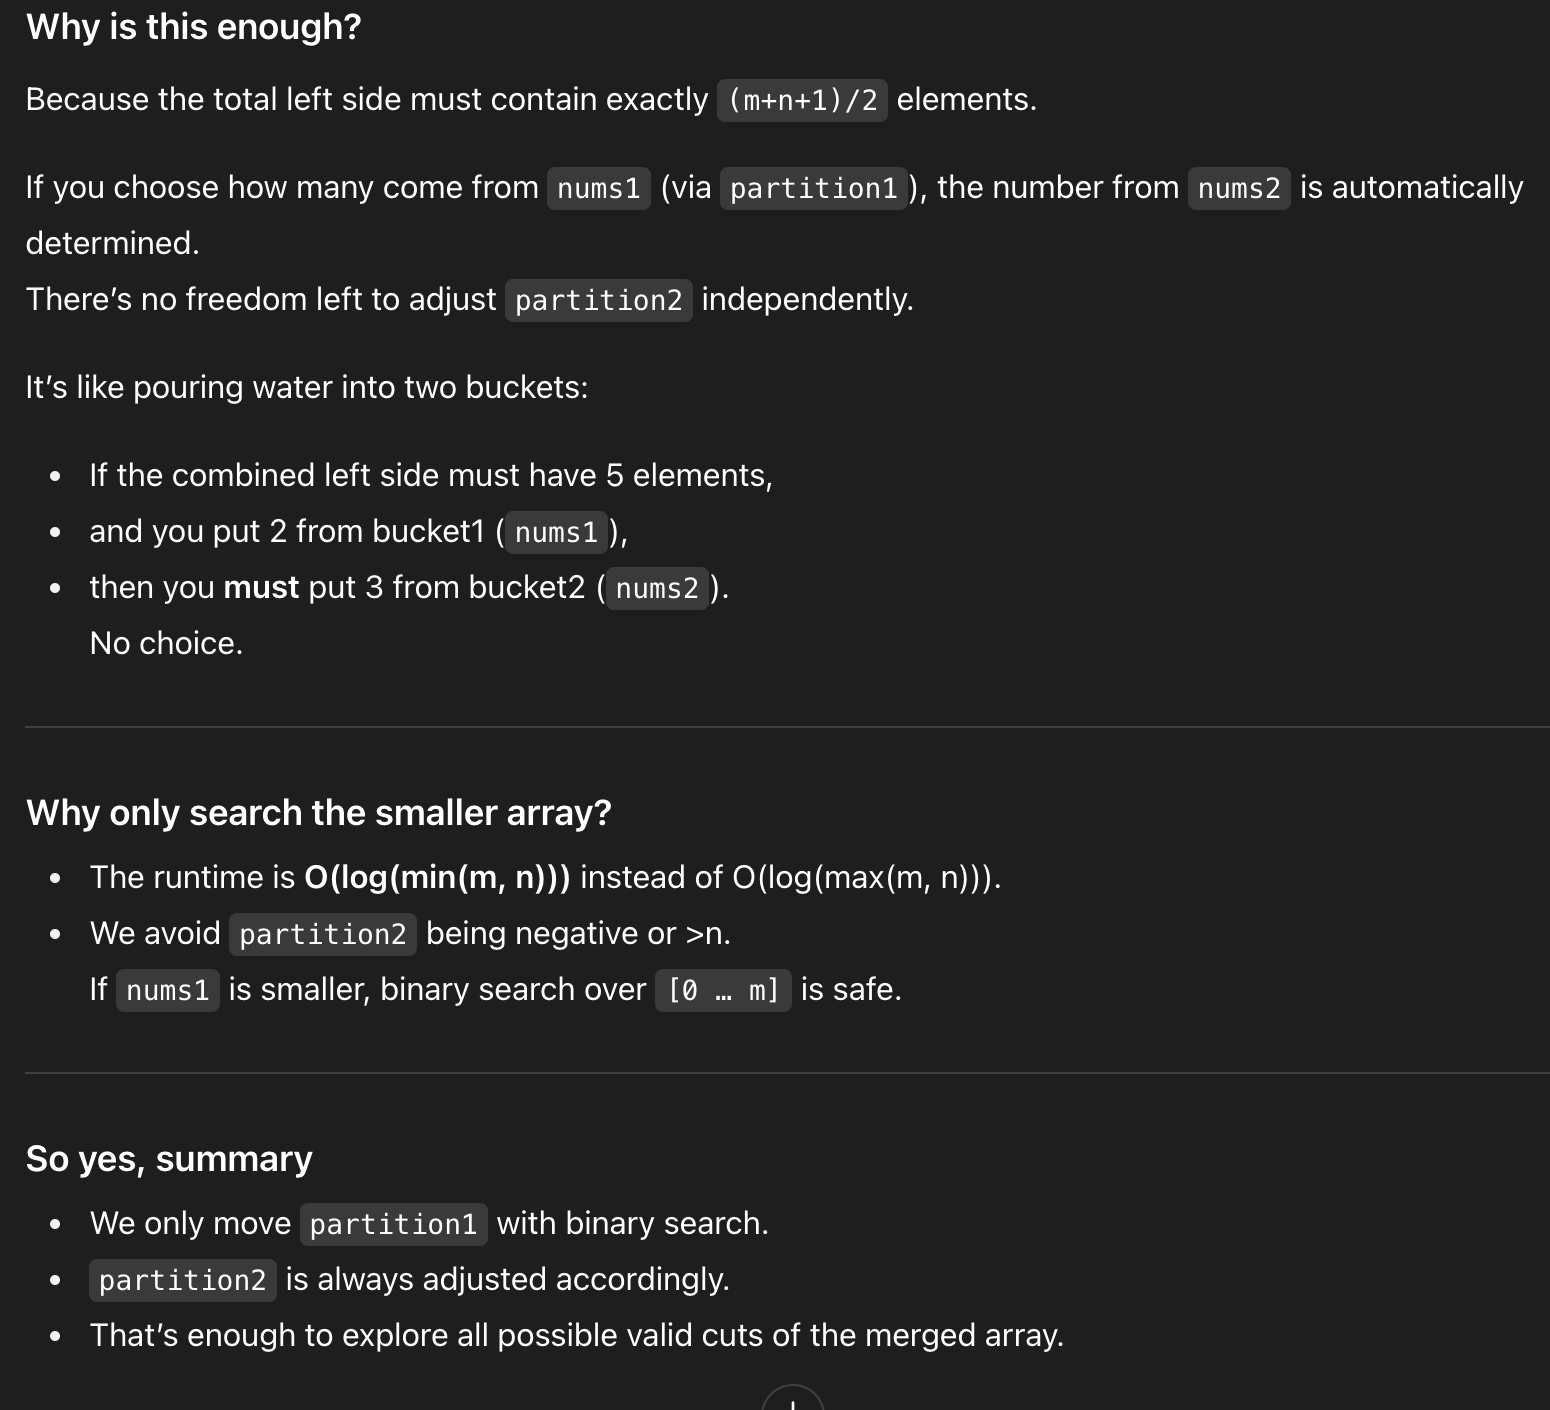 Why is this enough?
Because the total left side must contain exactly (m+n+1)/2 elements.
If you choose how many come from nums1 (via partition1), the number from nums2 is automatically
determined.
There’s no freedom left to adjust partition2 independently.
It’s like pouring water into two buckets:
• If the combined left side must have 5 elements,
• and you put 2 from bucket1 (nums1),
• then you must put 3 from bucket2 (nums2).
No choice.
Why only search the smaller array?
• The runtime is O(log(min(m, n))) instead of O(log(max(m, n))).
• We avoid partition2 being negative or >n.
If nums1 is smaller, binary search over [0 … m] is safe.
So yes, summary
• We only move partition1 with binary search.
• partition2 is always adjusted accordingly.
• That’s enough to explore all possible valid cuts of the merged array.